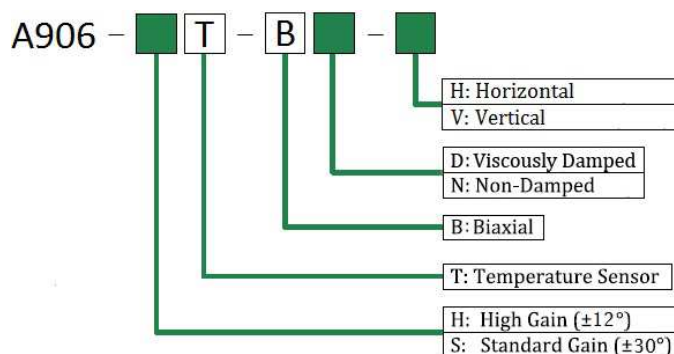 A906 – T – B –
H: Horizontal
V: Vertical
D: Viscously Damped
N: Non-Damped
B: Biaxial
T: Temperature Sensor
H: High Gain (±12°)
S: Standard Gain (±30°)